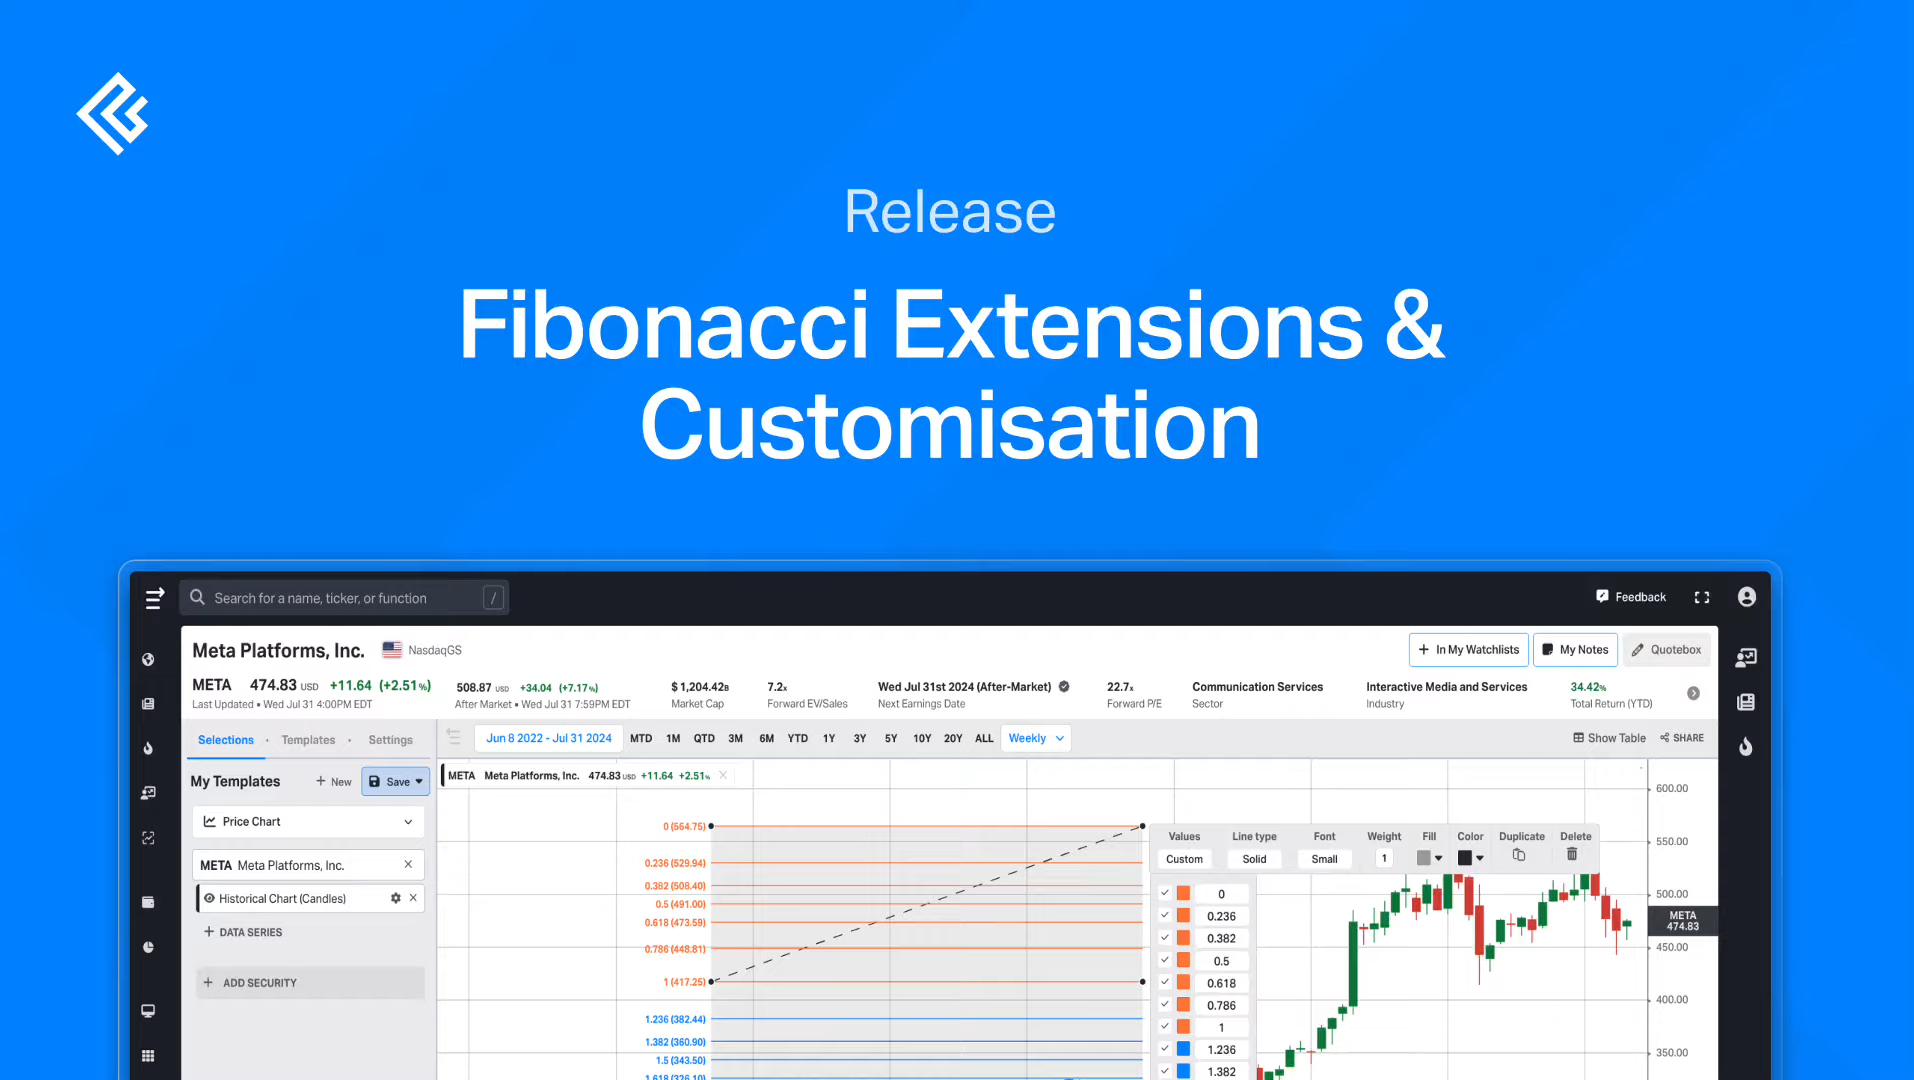 Release
Fibonacci Extensions &
Customisation
Search for a name, ticker, or function /
Feedback
Meta Platforms, Inc. NasdaqGS
+ In My Watchlists My Notes Quotebox
META 474.83 USD +11.64 (+2.51%) 508.87 USD +34.04 (+7.17%) $ 1,204.42B 7.2x Wed Jul 31st 2024 (After-Market) 22.7x Communication Services Interactive Media and Services 34.42%
Last Updated • Wed Jul 31 4:00PM EDT After Market • Wed Jul 31 7:59PM EDT Market Cap Forward EV/Sales Next Earnings Date Forward P/E Sector Industry Total Return (YTD)
Selections • Templates • Settings
Jun 8 2022 - Jul 31 2024 MTD 1M QTD 3M 6M YTD 1Y 3Y 5Y 10Y 20Y ALL Weekly
Show Table SHARE
META Meta Platforms, Inc. 474.83 USD +11.64 +2.51%
My Templates + New Save
Price Chart
META Meta Platforms, Inc.
Historical Chart (Candles)
+ DATA SERIES
+ ADD SECURITY
0 (564.75)
0.236 (529.94)
0.382 (508.40)
0.5 (491.00)
0.618 (473.59)
0.786 (448.81)
1 (417.25)
1.236 (382.44)
1.382 (360.90)
1.5 (343.50)
1.618 (326.10)
Values Line type Font Weight Fill Color Duplicate Delete
Custom Solid Small 1
0
0.236
0.382
0.5
0.618
0.786
1
1.236
1.382
600.00
550.00
500.00
META
474.83
450.00
400.00
350.00